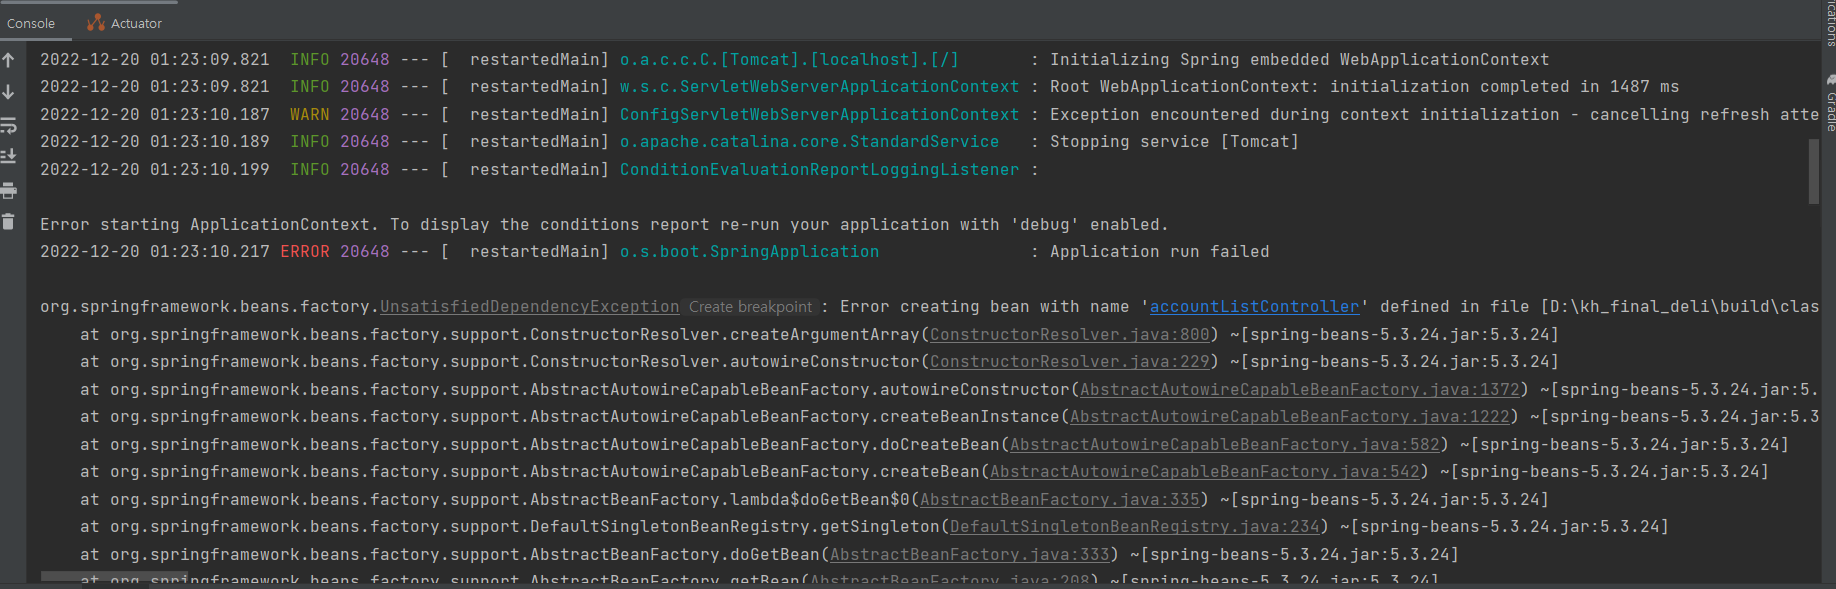 Console Actuator
ications
Gradle
2022-12-20 01:23:09.821  INFO 20648 --- [  restartedMain] o.a.c.c.C.[Tomcat].[localhost].[/]       : Initializing Spring embedded WebApplicationContext
2022-12-20 01:23:09.821  INFO 20648 --- [  restartedMain] w.s.c.ServletWebServerApplicationContext : Root WebApplicationContext: initialization completed in 1487 ms
2022-12-20 01:23:10.187  WARN 20648 --- [  restartedMain] ConfigServletWebServerApplicationContext : Exception encountered during context initialization - cancelling refresh atte
2022-12-20 01:23:10.189  INFO 20648 --- [  restartedMain] o.apache.catalina.core.StandardService   : Stopping service [Tomcat]
2022-12-20 01:23:10.199  INFO 20648 --- [  restartedMain] ConditionEvaluationReportLoggingListener :
Error starting ApplicationContext. To display the conditions report re-run your application with 'debug' enabled.
2022-12-20 01:23:10.217 ERROR 20648 --- [  restartedMain] o.s.boot.SpringApplication               : Application run failed
org.springframework.beans.factory.UnsatisfiedDependencyException Create breakpoint : Error creating bean with name 'accountListController' defined in file [D:\kh_final_deli\build\clas
at org.springframework.beans.factory.support.ConstructorResolver.createArgumentArray(ConstructorResolver.java:800) ~[spring-beans-5.3.24.jar:5.3.24]
at org.springframework.beans.factory.support.ConstructorResolver.autowireConstructor(ConstructorResolver.java:229) ~[spring-beans-5.3.24.jar:5.3.24]
at org.springframework.beans.factory.support.AbstractAutowireCapableBeanFactory.autowireConstructor(AbstractAutowireCapableBeanFactory.java:1372) ~[spring-beans-5.3.24.jar:5.
at org.springframework.beans.factory.support.AbstractAutowireCapableBeanFactory.createBeanInstance(AbstractAutowireCapableBeanFactory.java:1222) ~[spring-beans-5.3.24.jar:5.3
at org.springframework.beans.factory.support.AbstractAutowireCapableBeanFactory.doCreateBean(AbstractAutowireCapableBeanFactory.java:582) ~[spring-beans-5.3.24.jar:5.3.24]
at org.springframework.beans.factory.support.AbstractAutowireCapableBeanFactory.createBean(AbstractAutowireCapableBeanFactory.java:542) ~[spring-beans-5.3.24.jar:5.3.24]
at org.springframework.beans.factory.support.AbstractBeanFactory.lambda$doGetBean$0(AbstractBeanFactory.java:335) ~[spring-beans-5.3.24.jar:5.3.24]
at org.springframework.beans.factory.support.DefaultSingletonBeanRegistry.getSingleton(DefaultSingletonBeanRegistry.java:234) ~[spring-beans-5.3.24.jar:5.3.24]
at org.springframework.beans.factory.support.AbstractBeanFactory.doGetBean(AbstractBeanFactory.java:333) ~[spring-beans-5.3.24.jar:5.3.24]
at org.springframework.beans.factory.support.AbstractBeanFactory.getBean(AbstractBeanFactory.java:208) ~[spring-beans-5.3.24.jar:5.3.24]